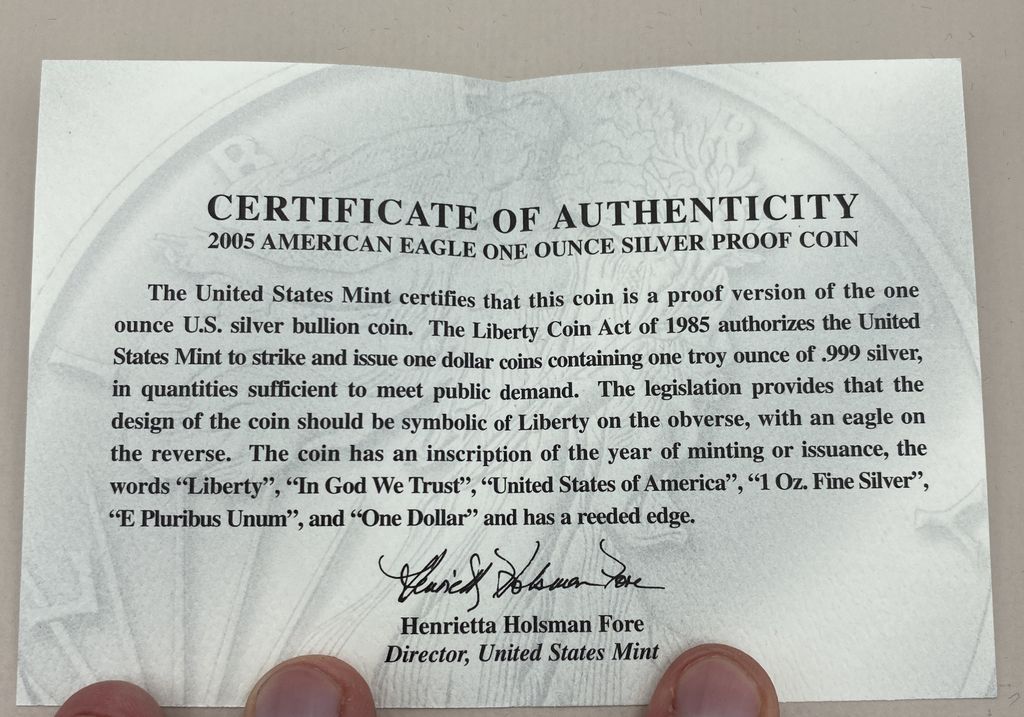 CERTIFICATE OF AUTHENTICITY
2005 AMERICAN EAGLE ONE OUNCE SILVER PROOF COIN
The United States Mint certifies that this coin is a proof version of the one
ounce U.S. silver bullion coin. The Liberty Coin Act of 1985 authorizes the United
States Mint to strike and issue one dollar coins containing one troy ounce of .999 silver,
in quantities sufficient to meet public demand. The legislation provides that the
design of the coin should be symbolic of Liberty on the obverse, with an eagle on
the reverse. The coin has an inscription of the year of minting or issuance, the
words “Liberty”, “In God We Trust”, “United States of America”, “1 Oz. Fine Silver”,
“E Pluribus Unum”, and “One Dollar” and has a reeded edge.
Henrietta Holsman Fore
Henrietta Holsman Fore
Director, United States Mint